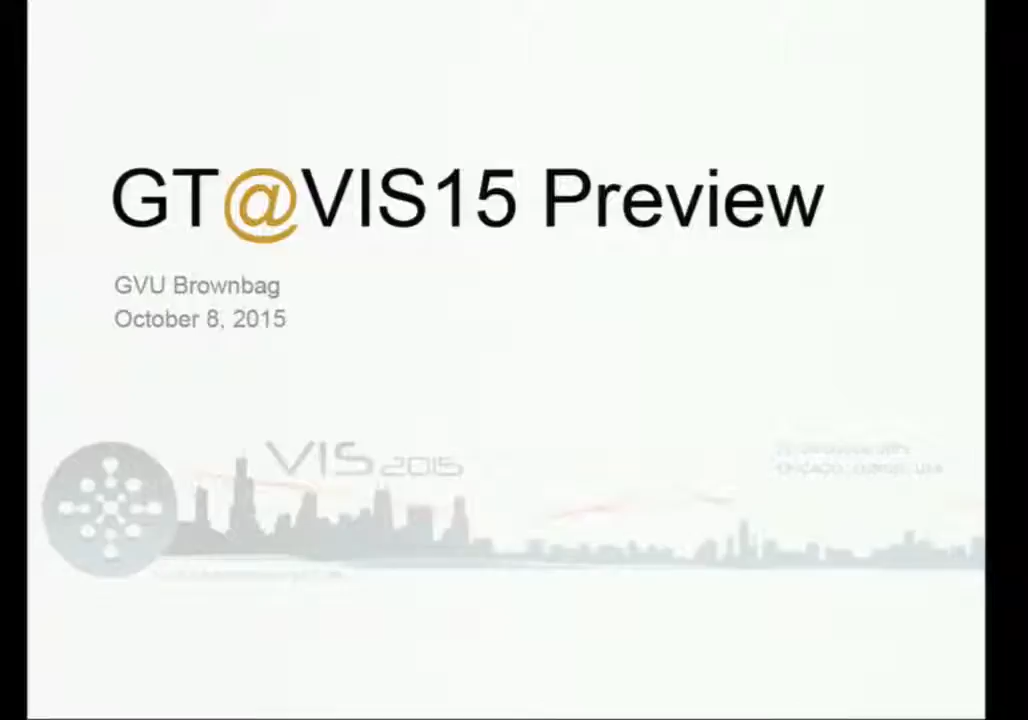 GT@VIS15 Preview
GVU Brownbag
October 8, 2015
VIS 2015